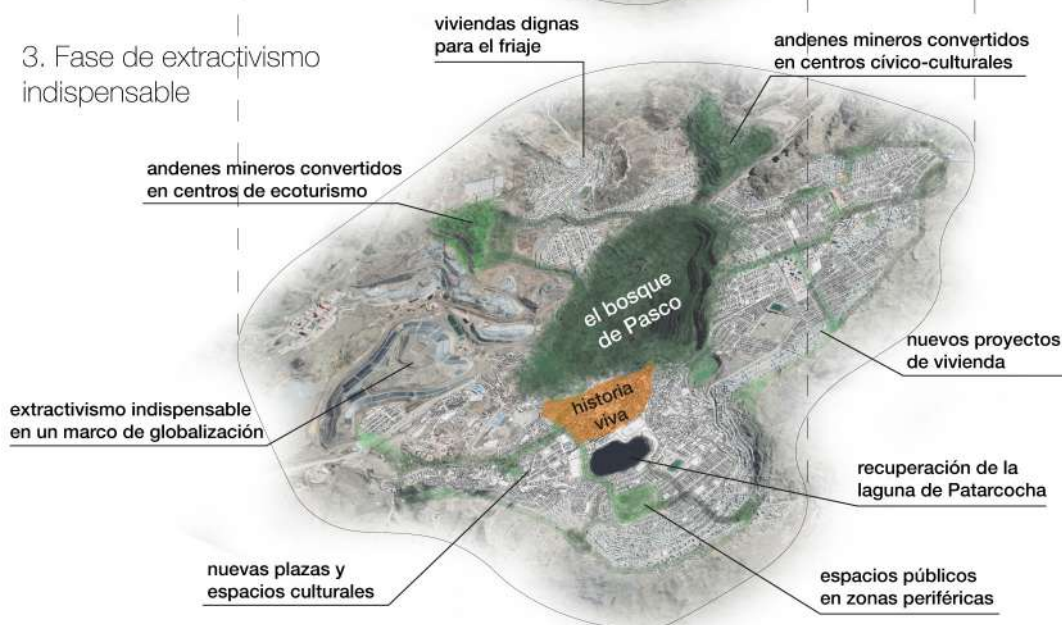 3. Fase de extractivismo
indispensable
viviendas dignas
para el friaje
andenes mineros convertidos
en centros cívico-culturales
andenes mineros convertidos
en centros de ecoturismo
el bosque
de Pasco
nuevos proyectos
de vivienda
historia
viva
extractivismo indispensable
en un marco de globalización
recuperación de la
laguna de Patarcocha
nuevas plazas y
espacios culturales
espacios públicos
en zonas periféricas